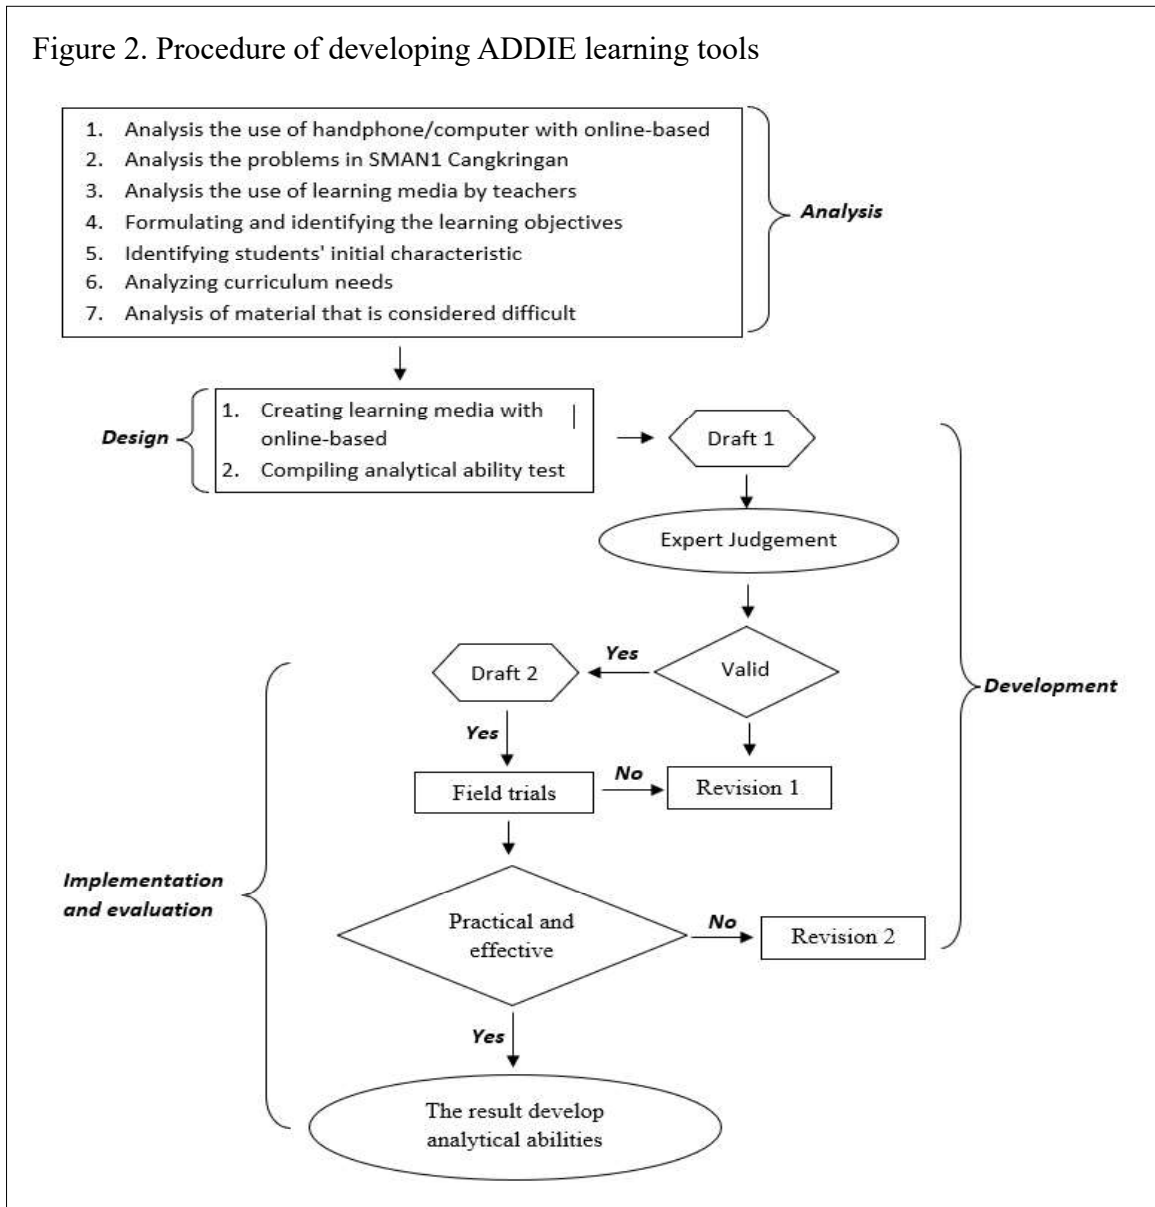 Figure 2. Procedure of developing ADDIE learning tools
1. Analysis the use of handphone/computer with online-based
2. Analysis the problems in SMAN1 Cangkringan
3. Analysis the use of learning media by teachers
4. Formulating and identifying the learning objectives
5. Identifying students' initial characteristic
6. Analyzing curriculum needs
7. Analysis of material that is considered difficult
Analysis
Design
1. Creating learning media with
online-based
2. Compiling analytical ability test
Draft 1
Expert Judgement
Valid
Yes
Draft 2
Development
Yes
Field trials
No
Revision 1
Implementation
and evaluation
Practical and
effective
No
Revision 2
Yes
The result develop
analytical abilities